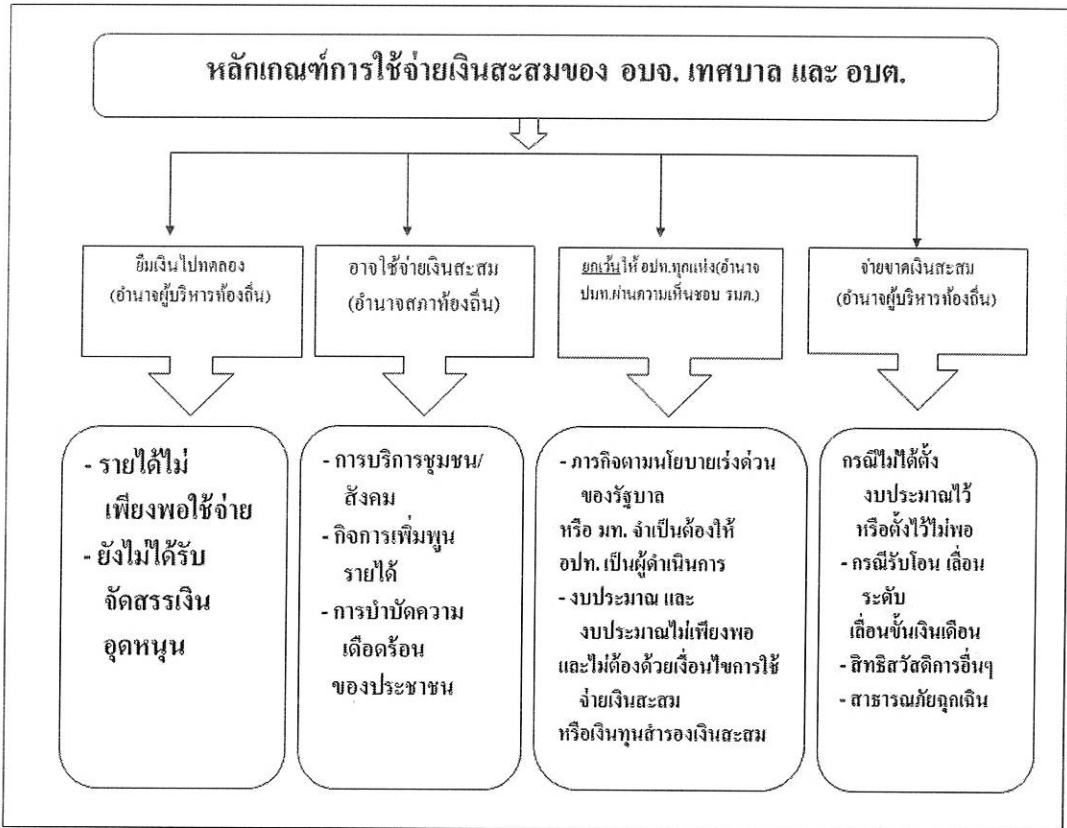 หลักเกณฑ์การใช้จ่ายเงินสะสมของ อบจ. เทศบาล และ อบต.
ยืมเงินไปทดลอง
(อำนาจผู้บริหารท้องถิ่น)
อาจใช้จ่ายเงินสะสม
(อำนาจสภาท้องถิ่น)
ยกเว้นให้ อปท.ทุกแห่ง(อำนาจ
ปมท.ผ่านความเห็นชอบ รมต.)
จ่ายขาดเงินสะสม
(อำนาจผู้บริหารท้องถิ่น)
- รายได้ไม่
เพียงพอใช้จ่าย
- ยังไม่ได้รับ
จัดสรรเงิน
อุดหนุน
- การบริการชุมชน/
สังคม
- กิจการเพิ่มพูน
รายได้
- การบำบัดความ
เดือดร้อน
ของประชาชน
- ภารกิจตามนโยบายเร่งด่วน
ของรัฐบาล
หรือ มท. จำเป็นต้องให้
อปท. เป็นผู้ดำเนินการ
- งบประมาณ และ
งบประมาณไม่เพียงพอ
และไม่ต้องด้วยเงื่อนไขการใช้
จ่ายเงินสะสม
หรือเงินทุนสำรองเงินสะสม
กรณีไม่ได้ตั้ง
งบประมาณไว้
หรือตั้งไว้ไม่พอ
- กรณีรับโอน เลื่อน
ระดับ
เลื่อนขั้นเงินเดือน
- สิทธิสวัสดิการอื่นๆ
- สาธารณภัยฉุกเฉิน